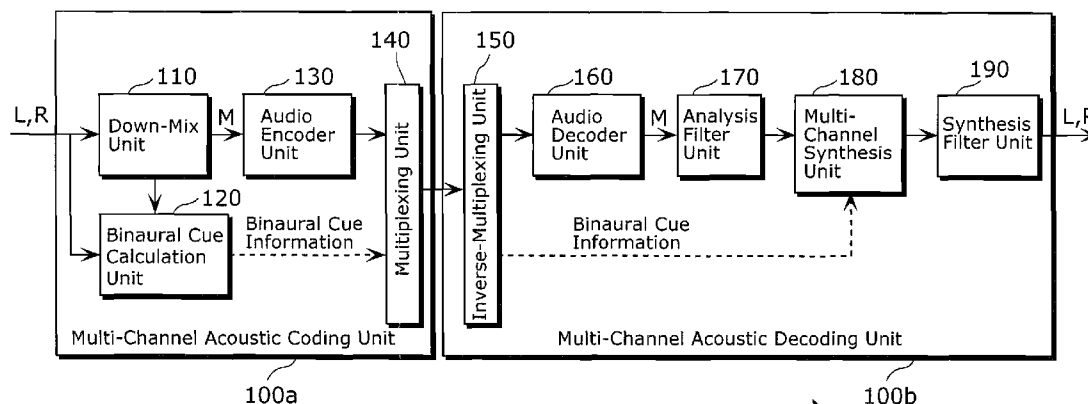 L,R
110
Down-Mix
Unit
M
130
Audio
Encoder
Unit
140
Multiplexing Unit
120
Binaural Cue
Calculation
Unit
Binaural Cue
Information
Multi-Channel Acoustic Coding Unit
100a
150
Inverse-Multiplexing Unit
160
Audio
Decoder
Unit
M
170
Analysis
Filter
Unit
180
Multi-
Channel
Synthesis
Unit
190
Synthesis
Filter Unit
L,R
Binaural Cue
Information
Multi-Channel Acoustic Decoding Unit
100b